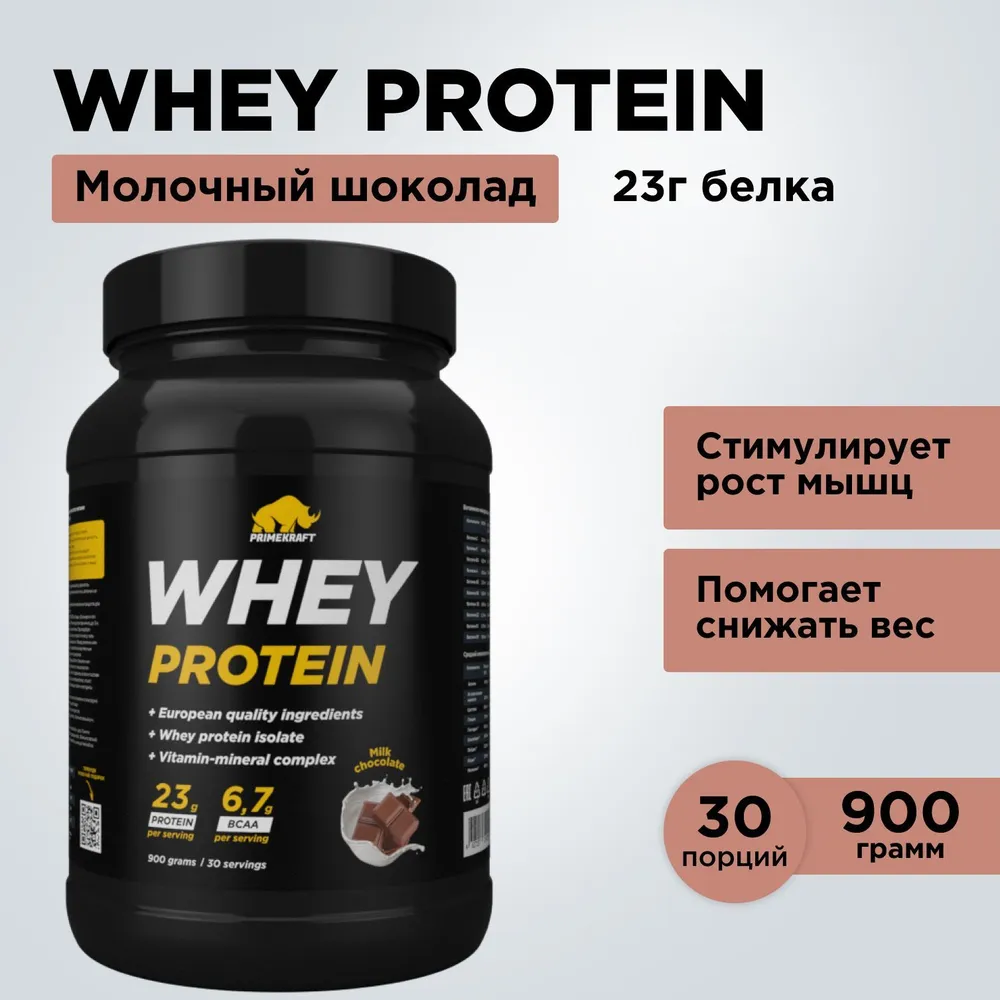 WHEY PROTEIN
Молочный шоколад
23г белка
Стимулирует
рост мышц
Помогает
снижать вес
PRIMEKRAFT
WHEY
PROTEIN
+ European quality ingredients
+ Whey protein isolate
+ Vitamin-mineral complex
Milk
chocolate
23g
PROTEIN
per serving
6,7g
BCAA
per serving
900 grams / 30 servings
EAC
30
порций
900
грамм